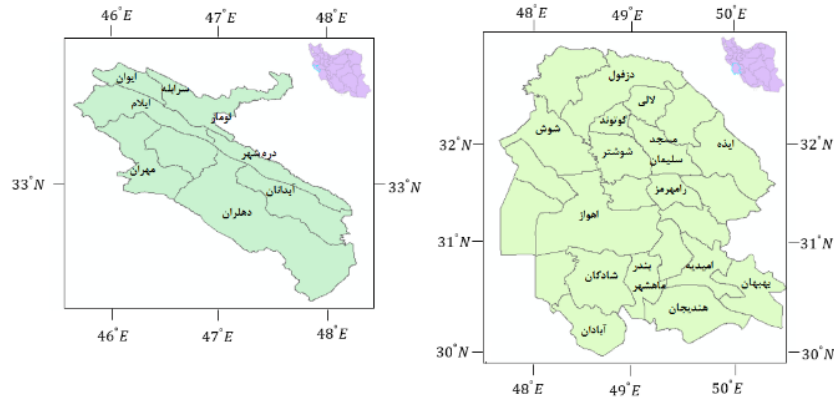 46°E
47°E
48°E
ایوان
سرابله
ایلام
لومار
دره شهر
مهران
آبدانان
دهلران
33°N
33°N
46°E
47°E
48°E
48°E
49°E
50°E
دزفول
لالی
گوتوند
شوش
مسجد
سلیمان
ایذه
شوشتر
رامهرمز
اهواز
بندر
ماهشهر
امیدیه
شادگان
بهبهان
هندیجان
آبادان
32°N
32°N
31°N
31°N
30°N
30°N
48°E
49°E
50°E